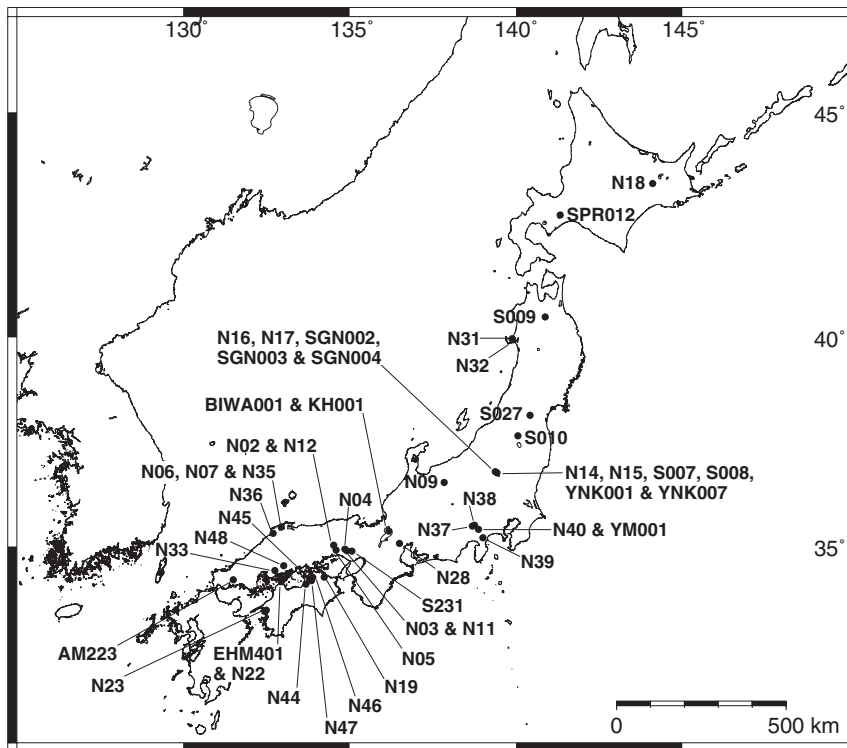 130°
135°
140°
145°
45°
N18
SPR012
S009
40°
N31
N32
N16, N17, SGN002,
SGN003 & SGN004
BIWA001 & KH001
S027
S010
N02 & N12
N06, N07 & N35
N09
N14, N15, S007, S008,
YNK001 & YNK007
N36
N04
N38
N45
N48
N37
N40 & YM001
N33
35°
N39
N28
S231
N03 & N11
AM223
EHM401
& N22
N05
N23
N19
N44
N46
N47
0
500 km